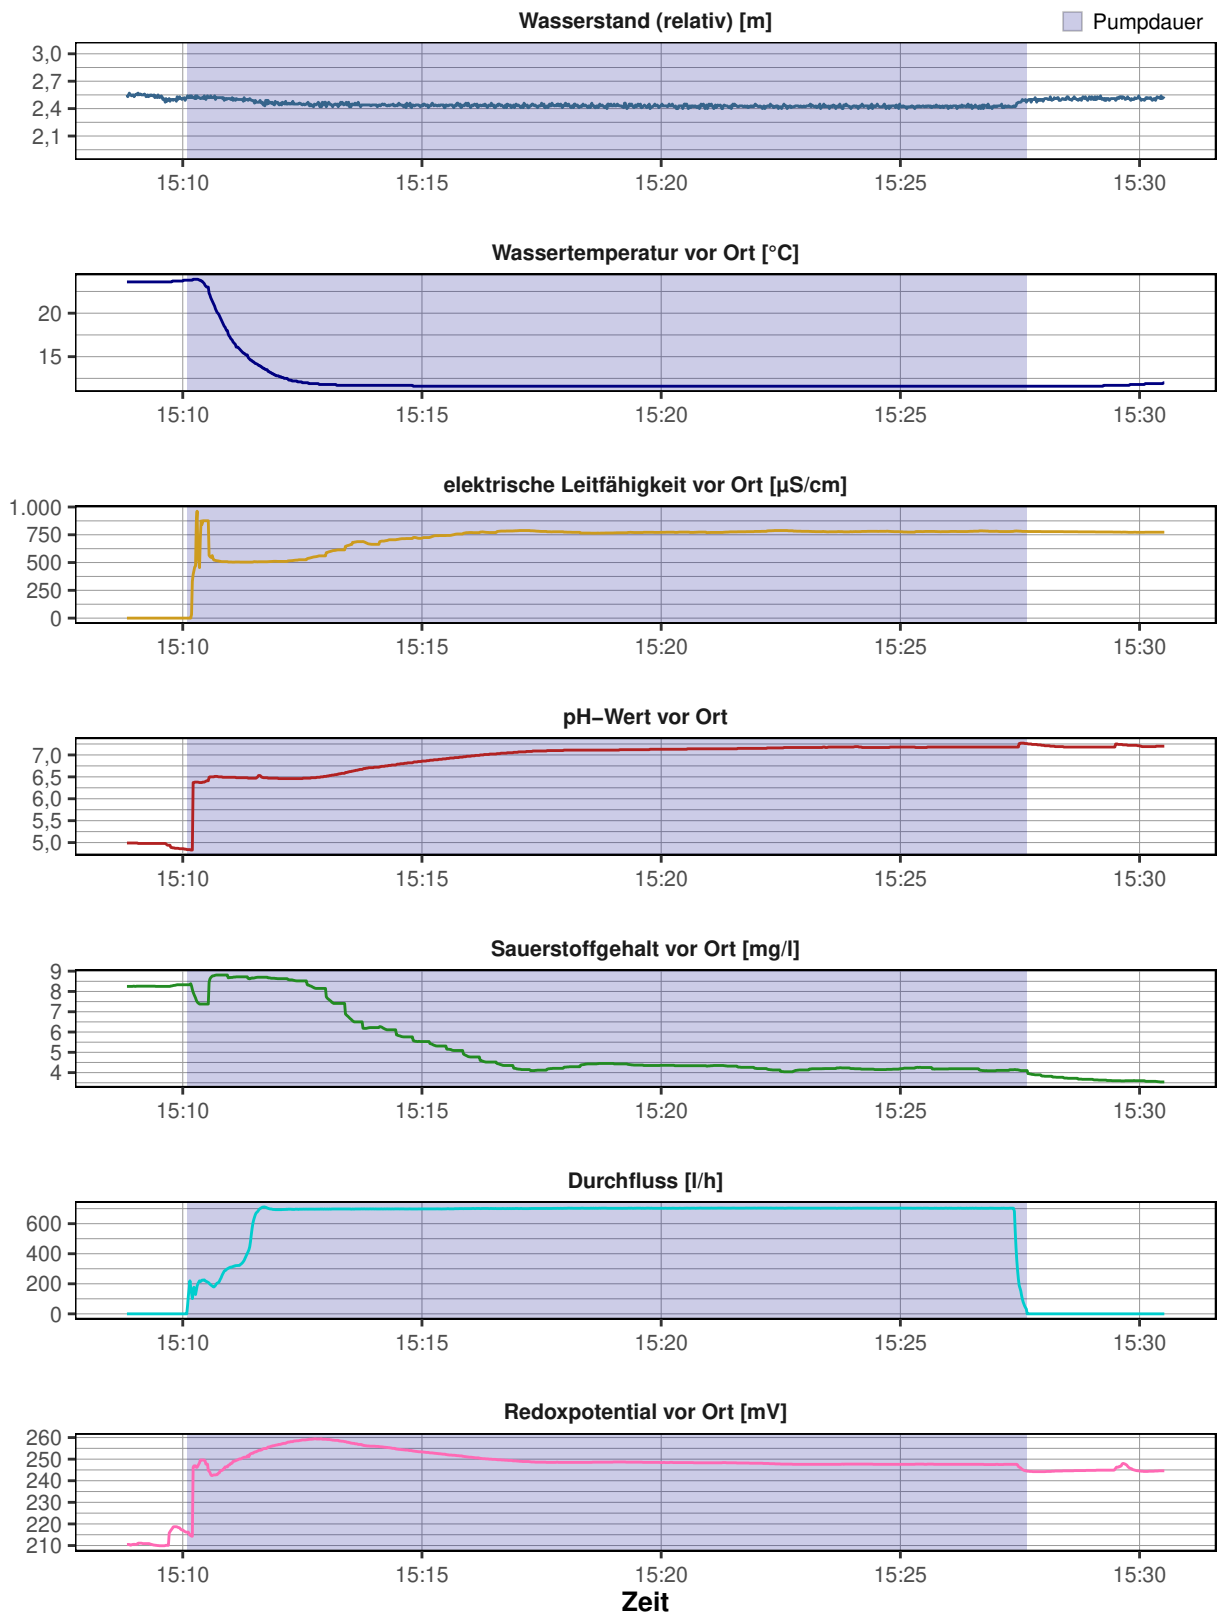 Wasserstand (relativ) [m]
Pumpdauer
3,0
2,7
2,4
2,1
15:10 15:15 15:20 15:25 15:30
Wassertemperatur vor Ort [°C]
20
15
15:10 15:15 15:20 15:25 15:30
elektrische Leitfähigkeit vor Ort [µS/cm]
1.000
750
500
250
0
15:10 15:15 15:20 15:25 15:30
pH−Wert vor Ort
7,0
6,5
6,0
5,5
5,0
15:10 15:15 15:20 15:25 15:30
Sauerstoffgehalt vor Ort [mg/l]
9
8
7
6
5
4
15:10 15:15 15:20 15:25 15:30
Durchfluss [l/h]
600
400
200
0
15:10 15:15 15:20 15:25 15:30
Redoxpotential vor Ort [mV]
260
250
240
230
220
210
15:10 15:15 15:20 15:25 15:30
Zeit